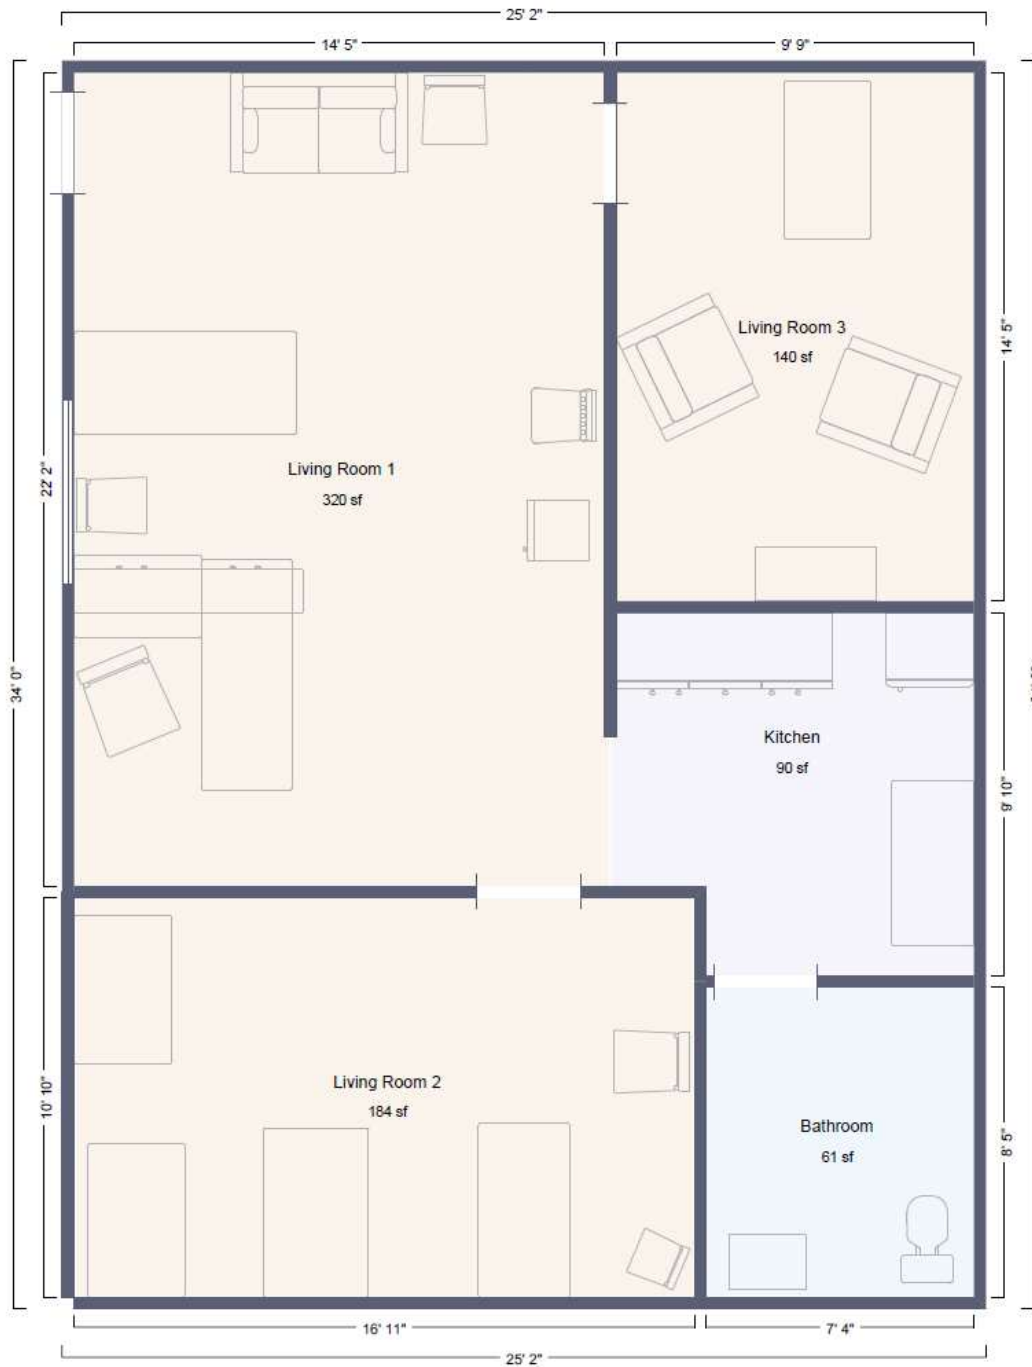 25' 2"
14' 5"
9' 9"
Living Room 3
140 sf
14' 5"
22' 2"
Living Room 1
320 sf
34' 0"
Kitchen
90 sf
9' 10"
10' 10"
Living Room 2
184 sf
Bathroom
61 sf
8' 5"
16' 11"
7' 4"
25' 2"